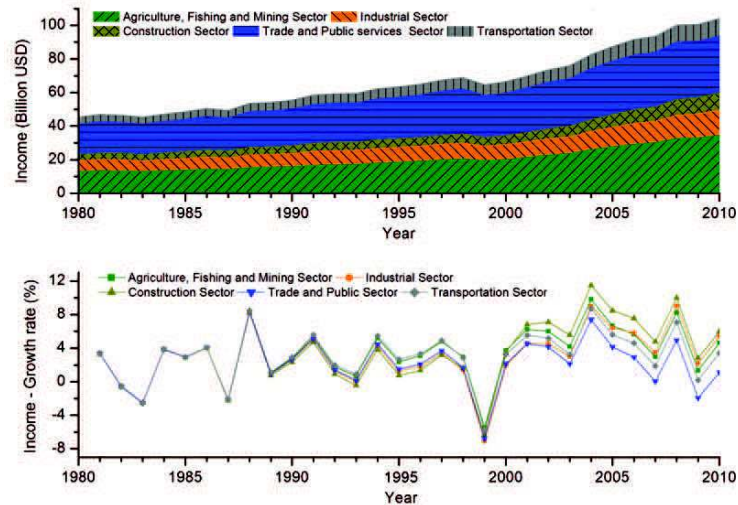 Agriculture, Fishing and Mining Sector Industrial Sector
Construction Sector Trade and Public services Sector Transportation Sector
Income (Billion USD)
100
80
60
40
20
0
1980 1985 1990 1995 2000 2005 2010
Year
Agriculture, Fishing and Mining Sector Industrial Sector
Construction Sector Trade and Public Sector Transportation Sector
Income - Growth rate (%)
12
8
4
0
-4
-8
1980 1985 1990 1995 2000 2005 2010
Year